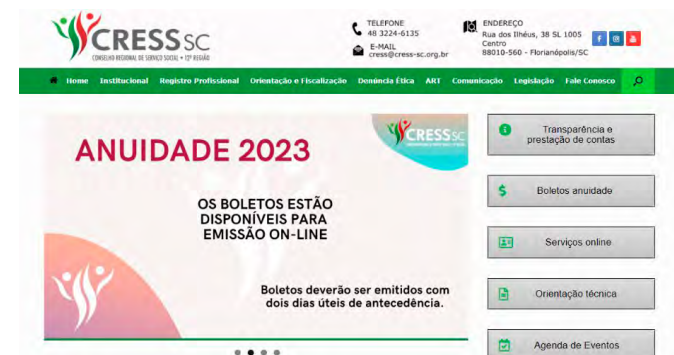 CRESS SC
CONSELHO REGIONAL DE SERVIÇO SOCIAL • 12ª REGIÃO
TELEFONE
48 3224-6135
E-MAIL
cress@cress-sc.org.br
ENDEREÇO
Rua dos Ilhéus, 38 SL 1005
Centro
88010-560 - Florianópolis/SC
Home Institucional Registro Profissional Orientação e Fiscalização Denúncia Ética ART Comunicação Legislação Fale Conosco
CRESS SC
ANUIDADE 2023
OS BOLETOS ESTÃO
DISPONÍVEIS PARA
EMISSÃO ON-LINE
Boletos deverão ser emitidos com
dois dias úteis de antecedência.
Transparência e
prestação de contas
Boletos anuidade
Serviços online
Orientação técnica
Agenda de Eventos